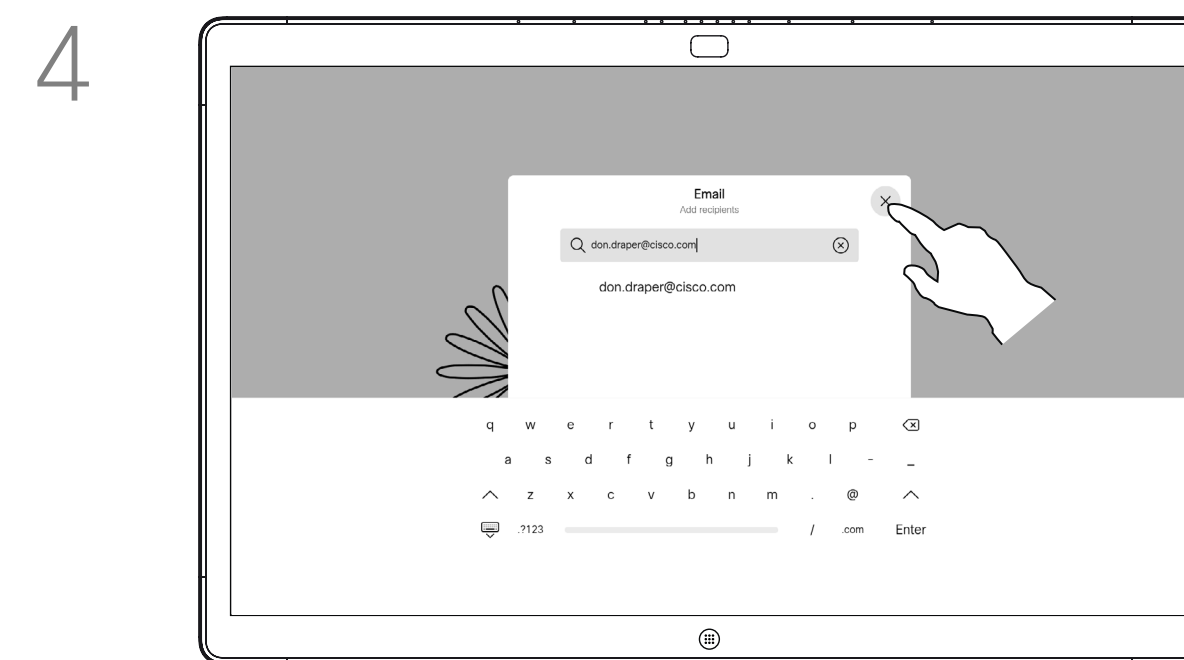 4
Email
Add recipients
don.draper@cisco.com
don.draper@cisco.com
q w e r t y u i o p
a s d f g h j k l - _
z x c v b n m . @
.?123 / .com Enter